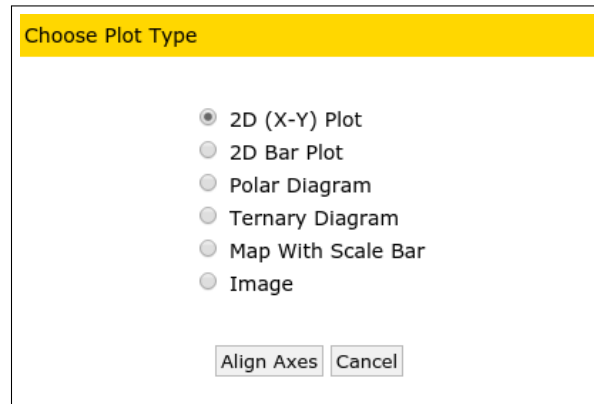 Choose Plot Type
2D (X-Y) Plot
2D Bar Plot
Polar Diagram
Ternary Diagram
Map With Scale Bar
Image
Align Axes Cancel